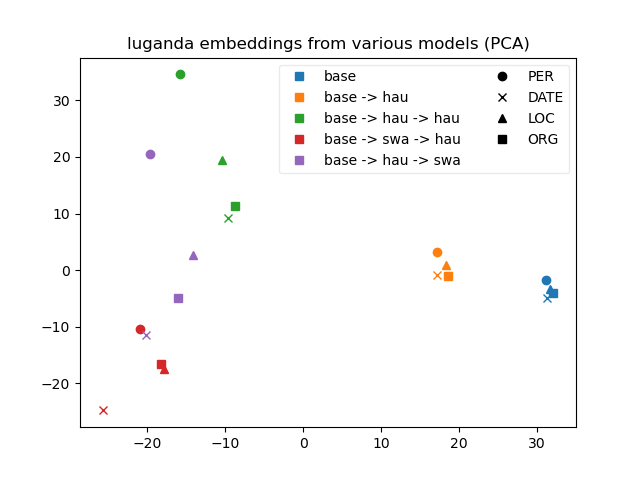 luganda embeddings from various models (PCA)
base
base -> hau
base -> hau -> hau
base -> swa -> hau
base -> hau -> swa
PER
DATE
LOC
ORG
30
20
10
0
−10
−20
−20
−10
0
10
20
30